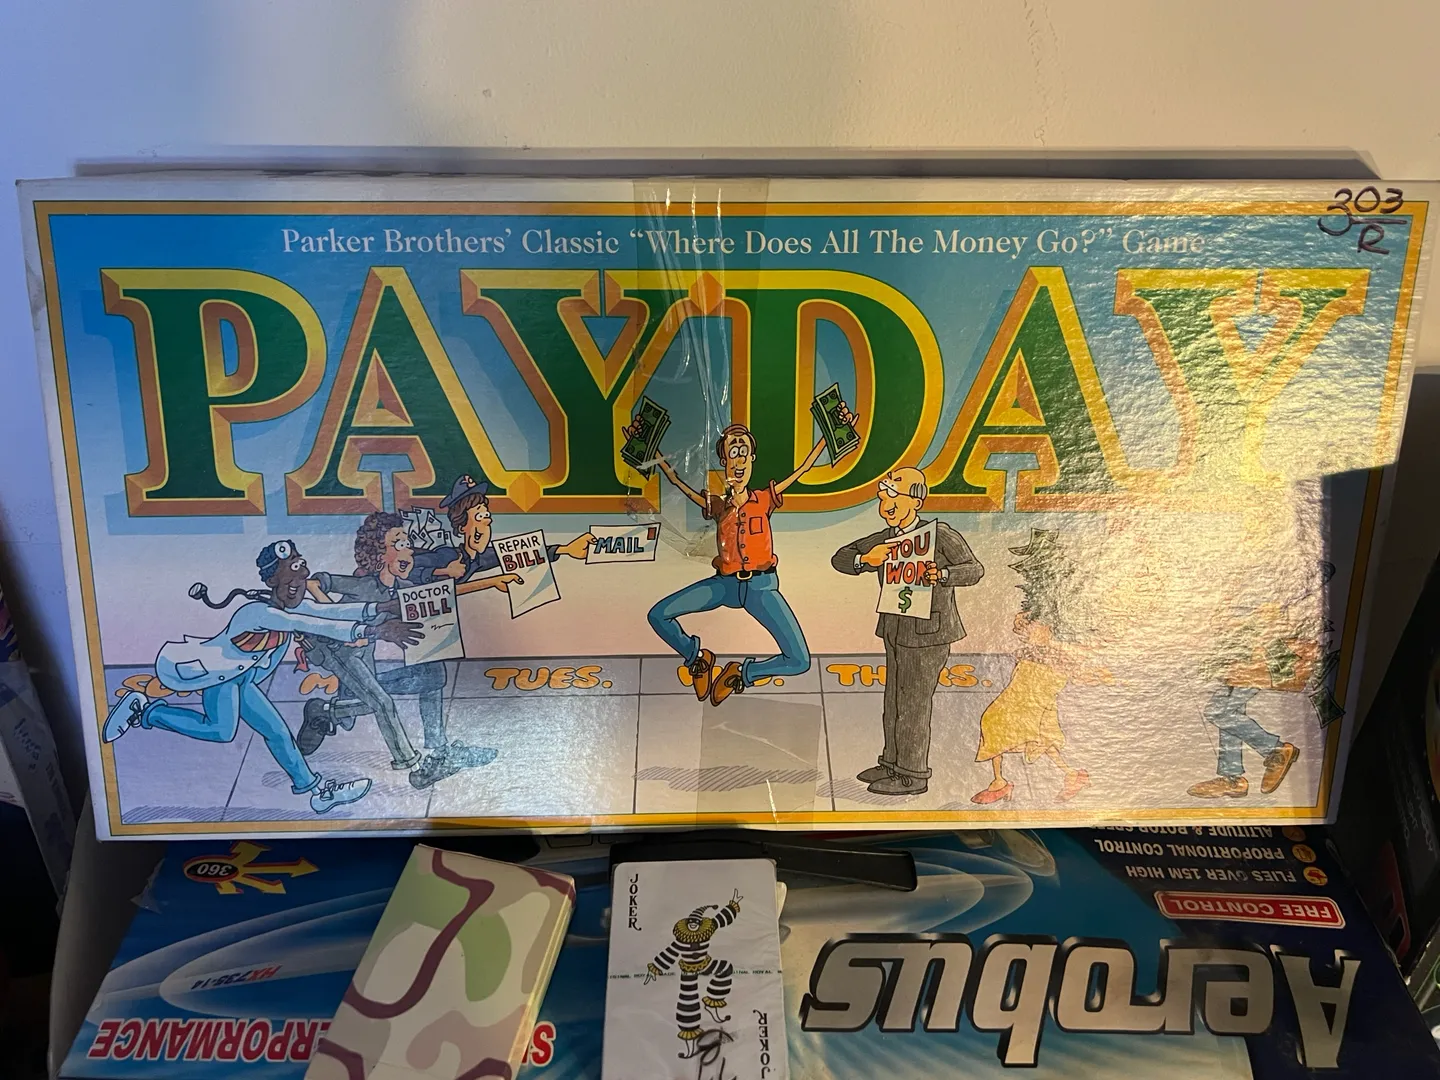 303
R
Parker Brothers' Classic "Where Does All The Money Go?" Game
PAYDAY
REPAIR
BILL
MAIL
DOCTOR
BILL
YOU
WON
$
TUES.
360
ALTITUDE & ROTOR
PROPORTIONAL CONTROL
FLIES OVER 15M HIGH
FREE CONTROL
Aerobus
JOKER
JOKER